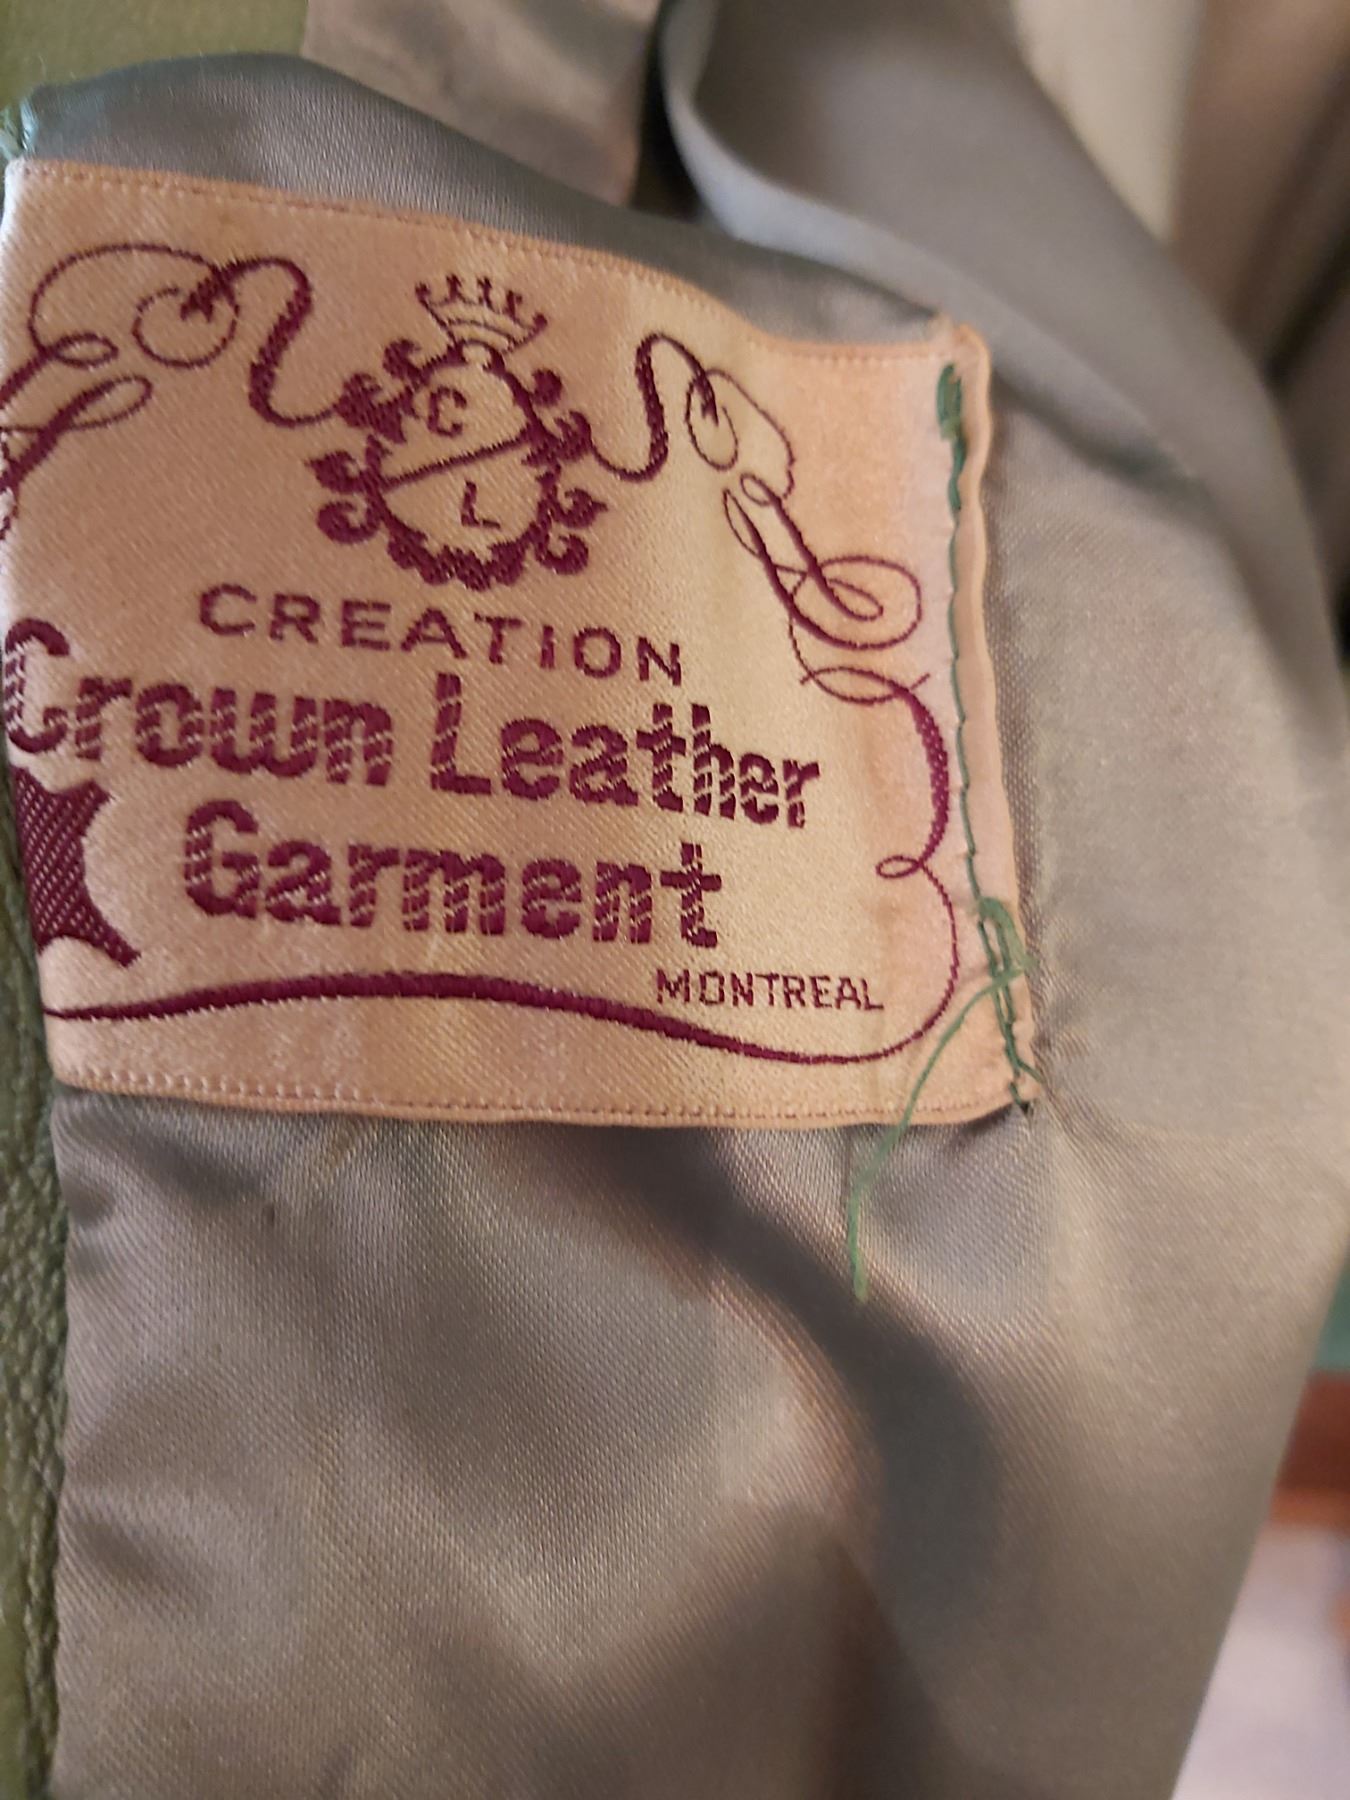 C
L
CREATION
Crown Leather
Garment
MONTREAL